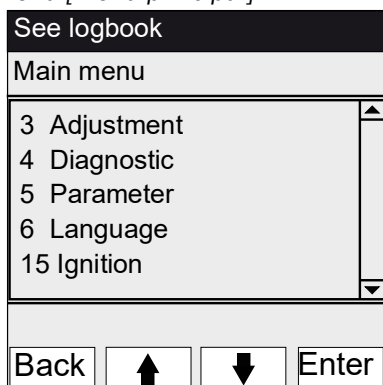 See logbook
Main menu
3 Adjustment
4 Diagnostic
5 Parameter
6 Language
15 Ignition
Back
Enter